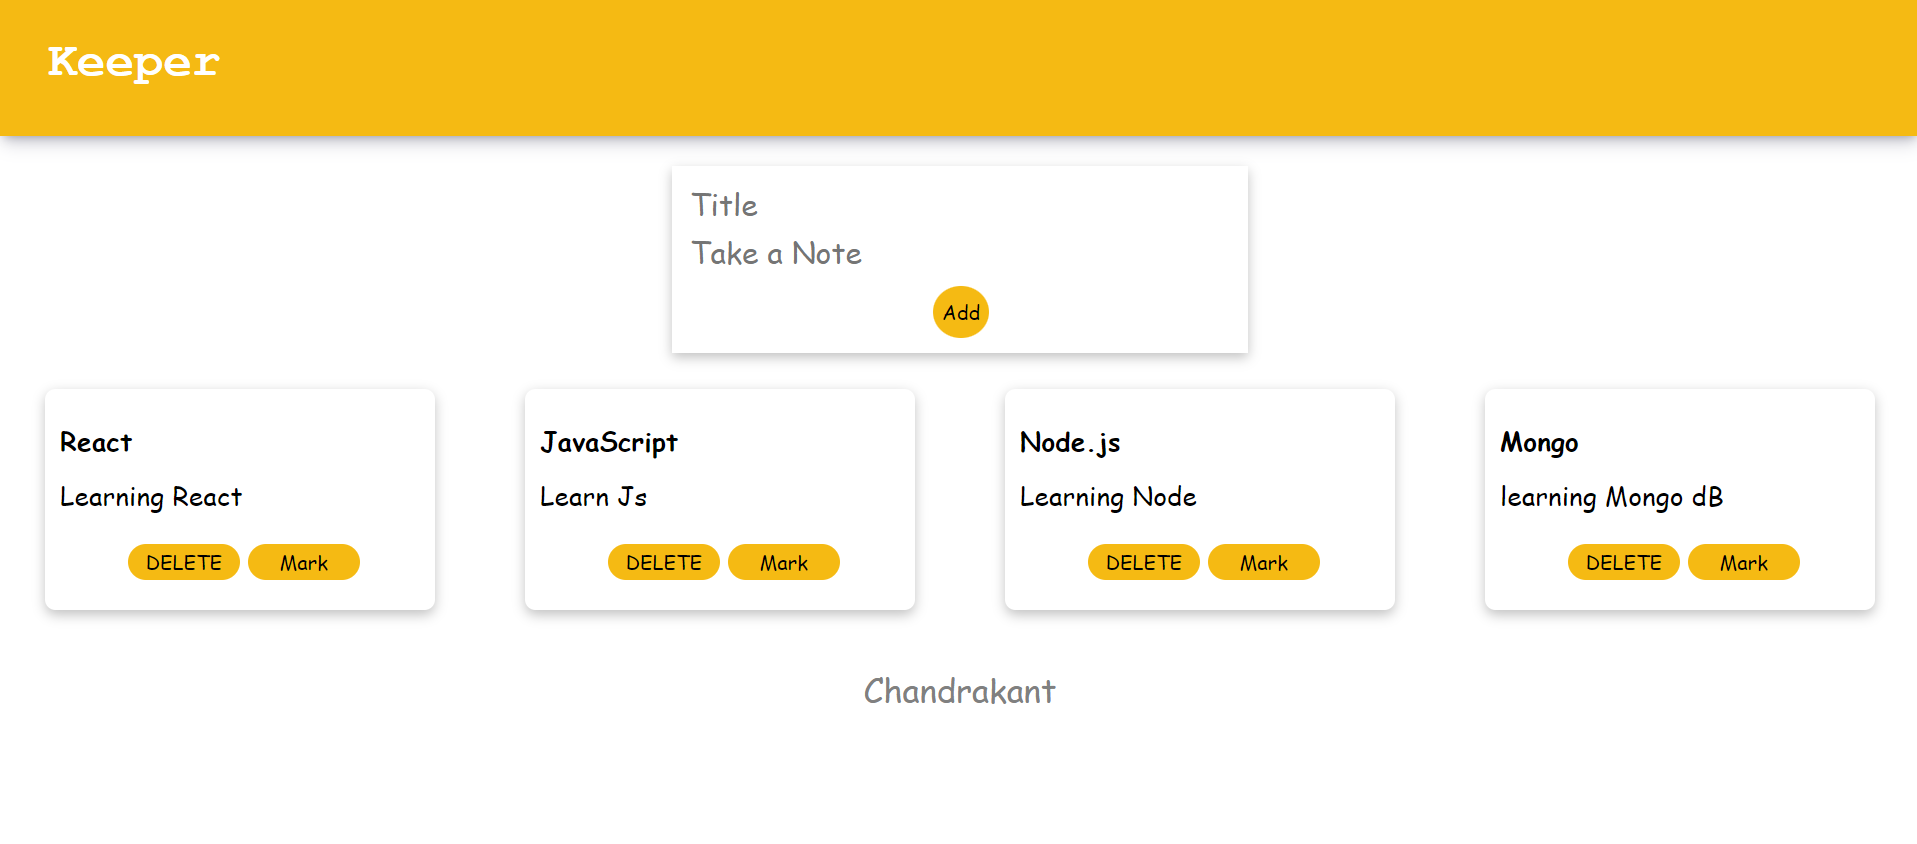 Keeper
Title
Take a Note
Add
React
Learning React
DELETE Mark
JavaScript
Learn Js
DELETE Mark
Node.js
Learning Node
DELETE Mark
Mongo
learning Mongo dB
DELETE Mark
Chandrakant